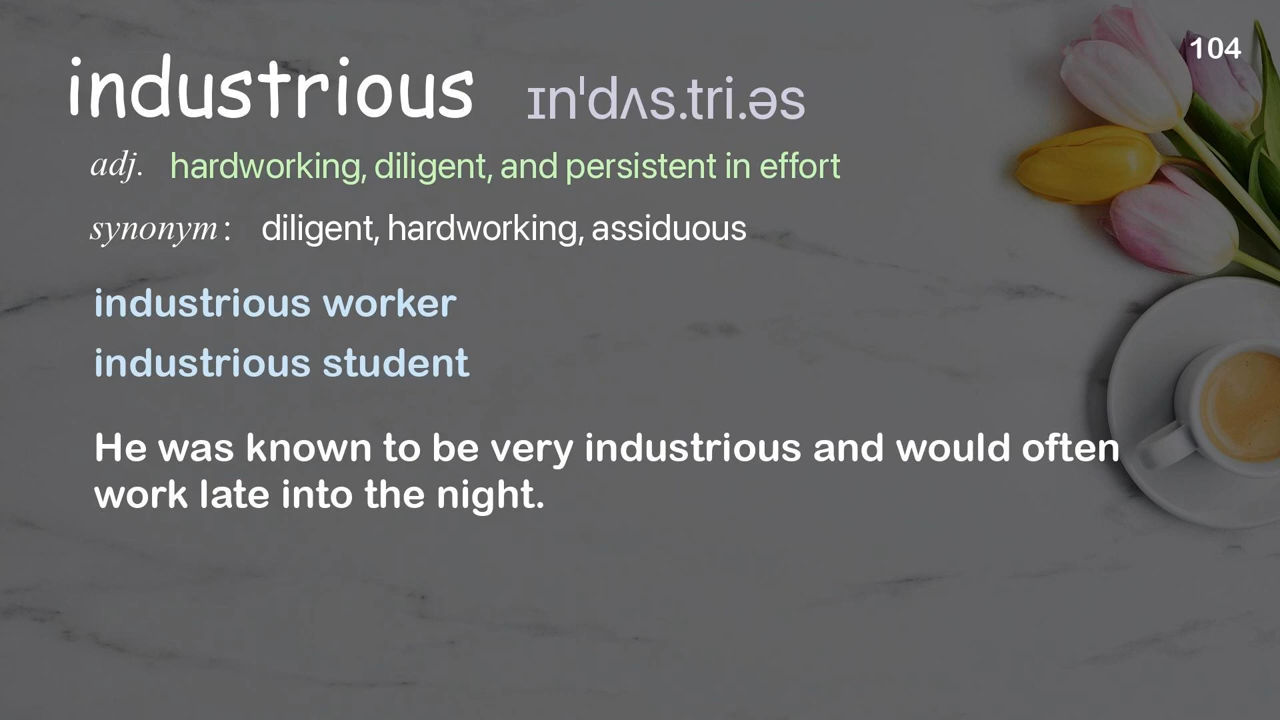 104
industrious ɪnˈdʌs.tri.əs
adj. hardworking, diligent, and persistent in effort
synonym: diligent, hardworking, assiduous
industrious worker
industrious student
He was known to be very industrious and would often
work late into the night.